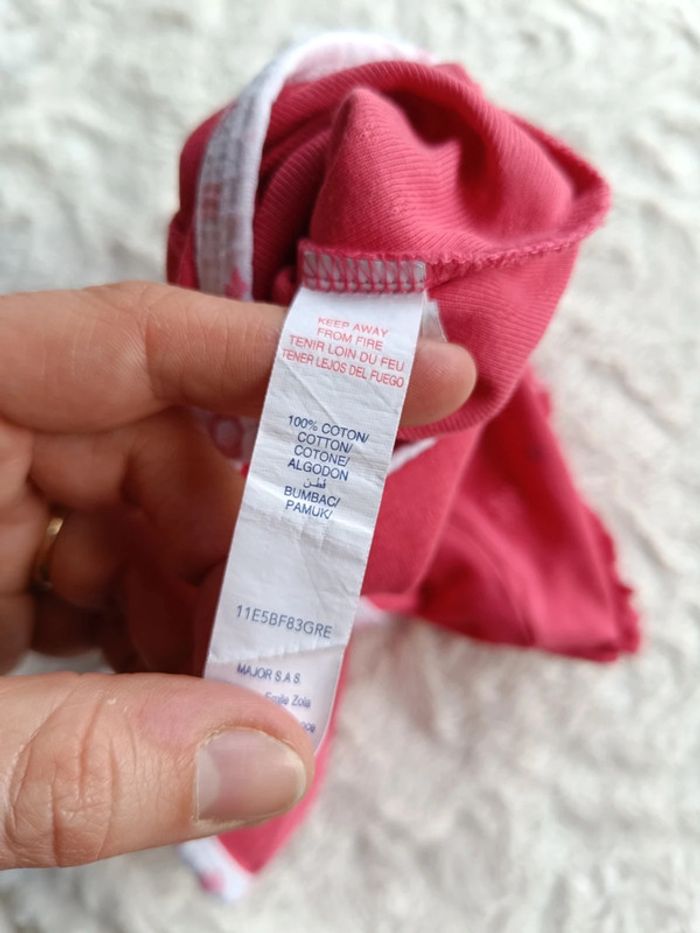 KEEP AWAY
FROM FIRE
TENIR LOIN DU FEU
TENER LEJOS DEL FUEGO
100% COTON/
COTTON/
COTONE/
ALGODON
قطن
BUMBAC/
PAMUK/
11E5BF83GRE
MAJOR S.A.S.
Emile Zola